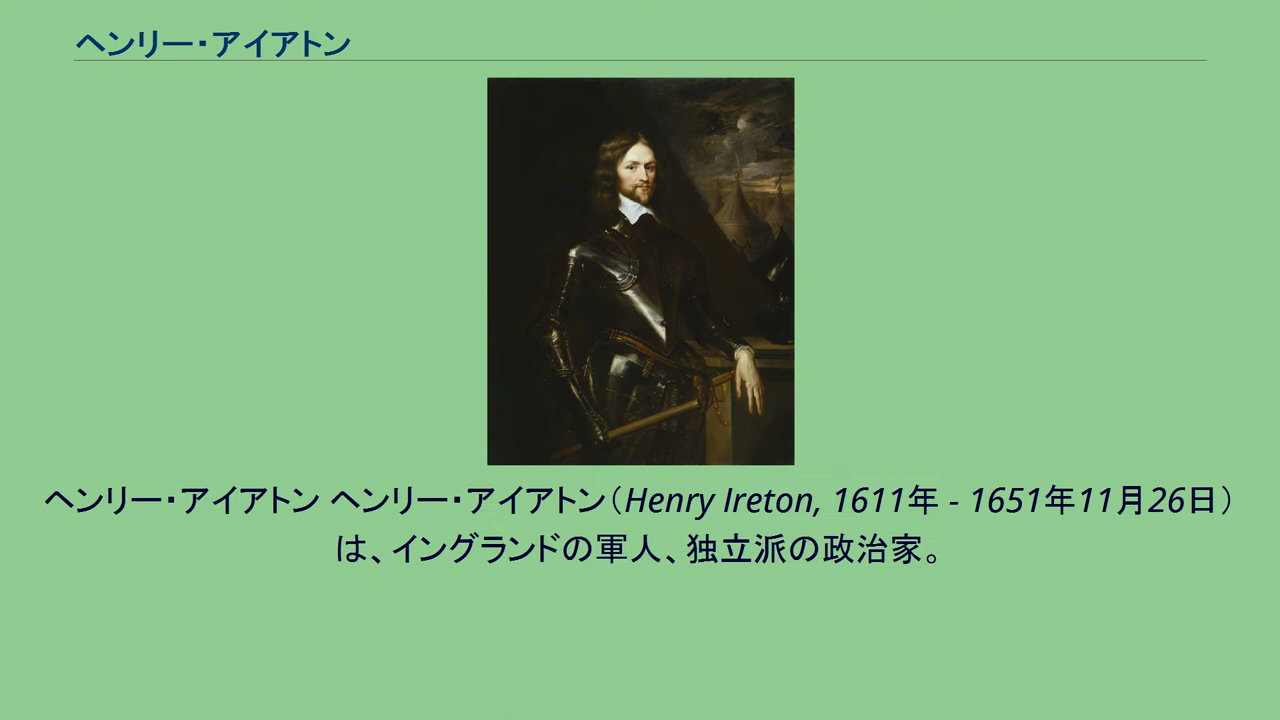 ヘンリー・アイアトン
ヘンリー・アイアトン ヘンリー・アイアトン（Henry Ireton, 1611年 - 1651年11月26日）
は、イングランドの軍人、独立派の政治家。